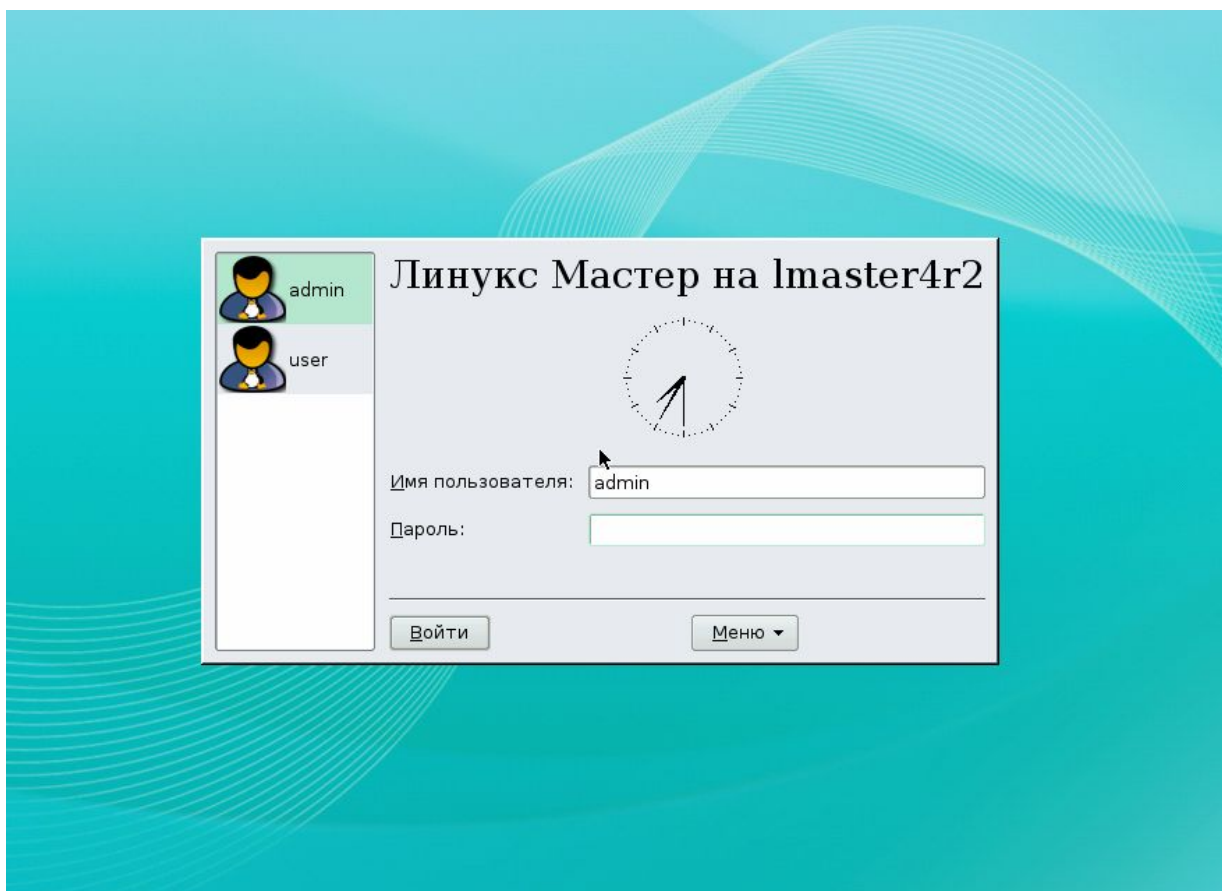 admin
user
Линукс Мастер на lmaster4r2
Имя пользователя: admin
Пароль:
Войти
Меню